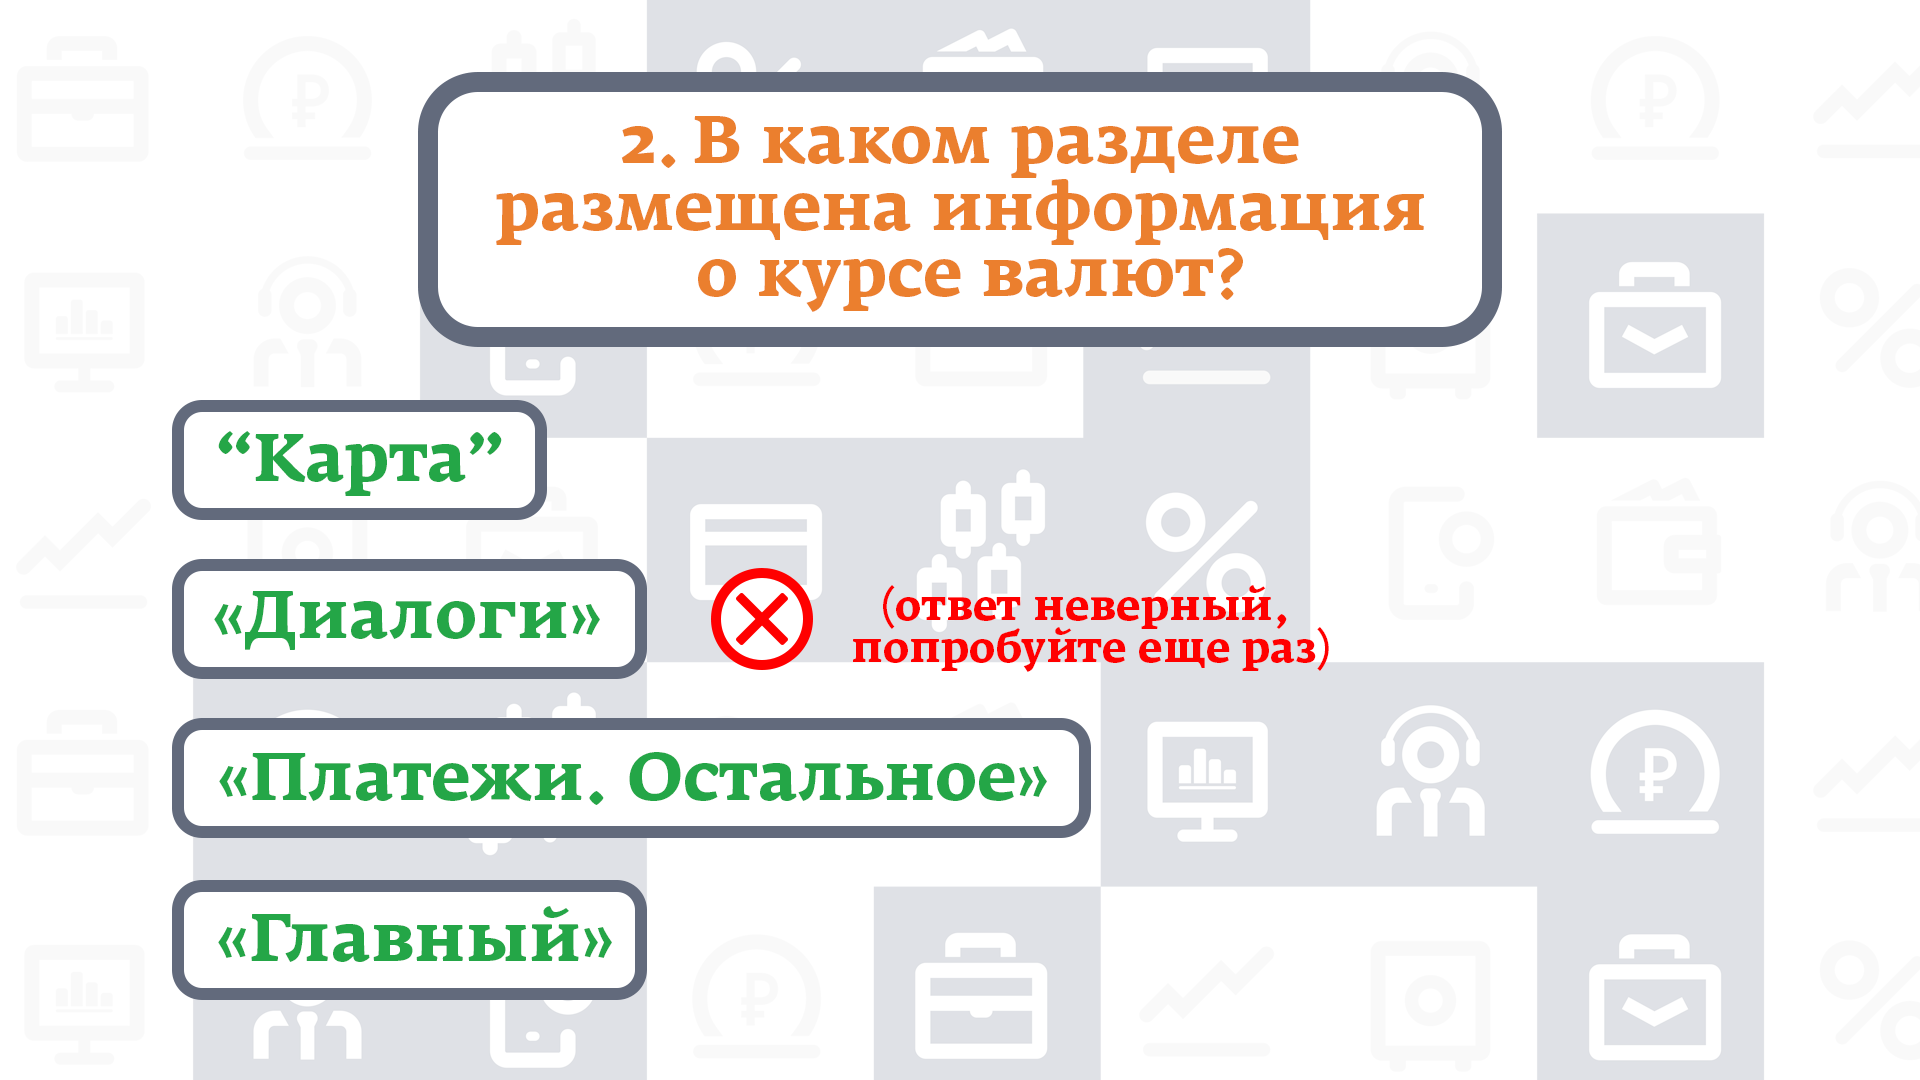 2. В каком разделе
размещена информация
о курсе валют?
“Карта”
«Диалоги»
(ответ неверный,
попробуйте еще раз)
«Платежи. Остальное»
«Главный»